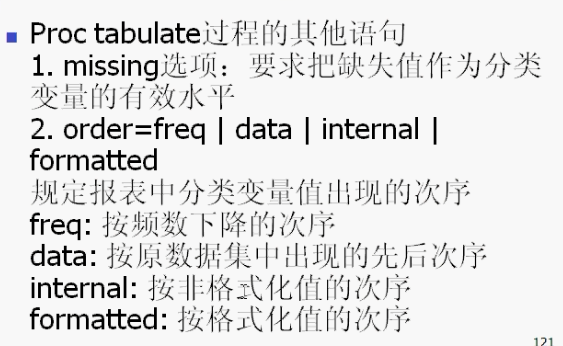 Proc tabulate过程的其他语句
1. missing选项：要求把缺失值作为分类
变量的有效水平
2. order=freq | data | internal |
formatted
规定报表中分类变量值出现的次序
freq: 按频数下降的次序
data: 按原数据集中出现的先后次序
internal: 按非格式化值的次序
formatted: 按格式化值的次序
121